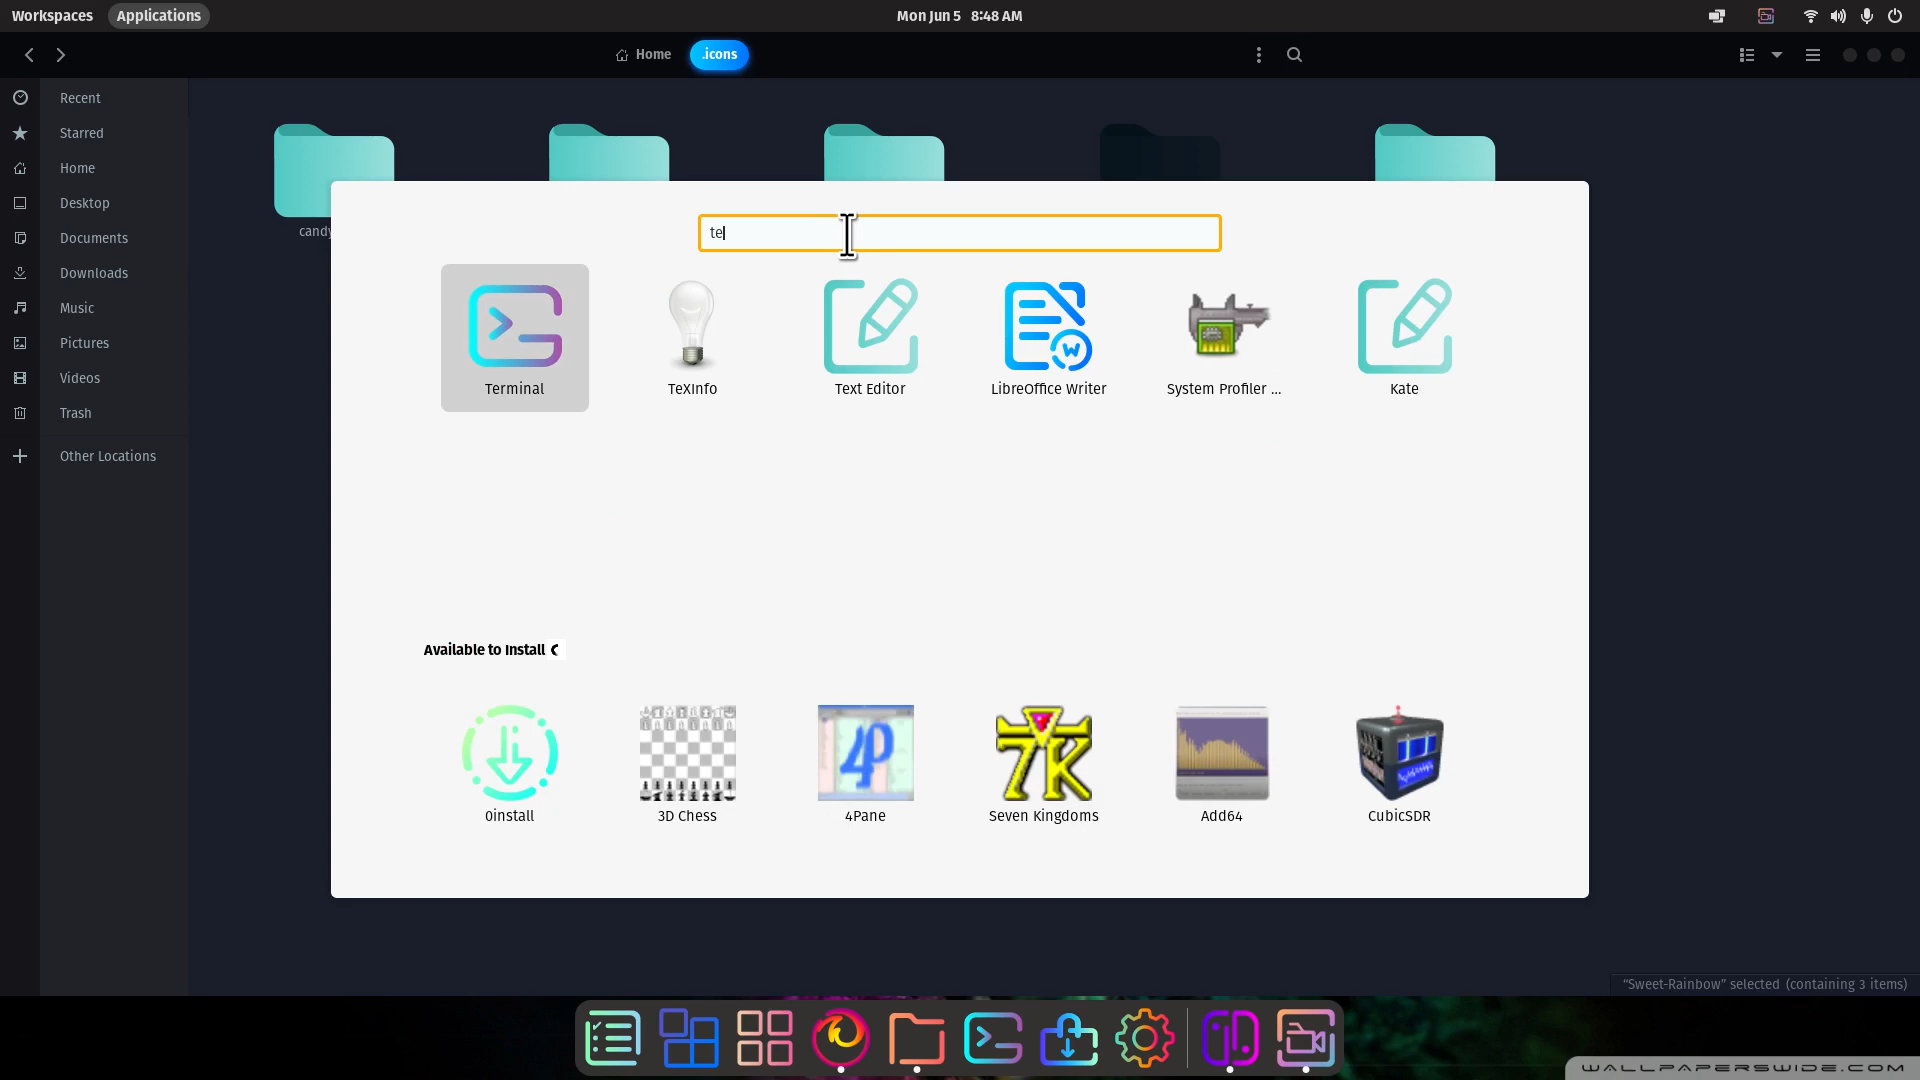 Workspaces Applications Mon Jun 5 8:48 AM
Home .icons
Recent
Starred
Home
Desktop
Documents
Downloads
Music
Pictures
Videos
Trash
Other Locations
candy
te
Terminal TeXInfo Text Editor LibreOffice Writer System Profiler ... Kate
Available to Install
0install 3D Chess 4Pane Seven Kingdoms Add64 CubicSDR
“Sweet-Rainbow” selected (containing 3 items)
WALLPAPERSWIDE.COM